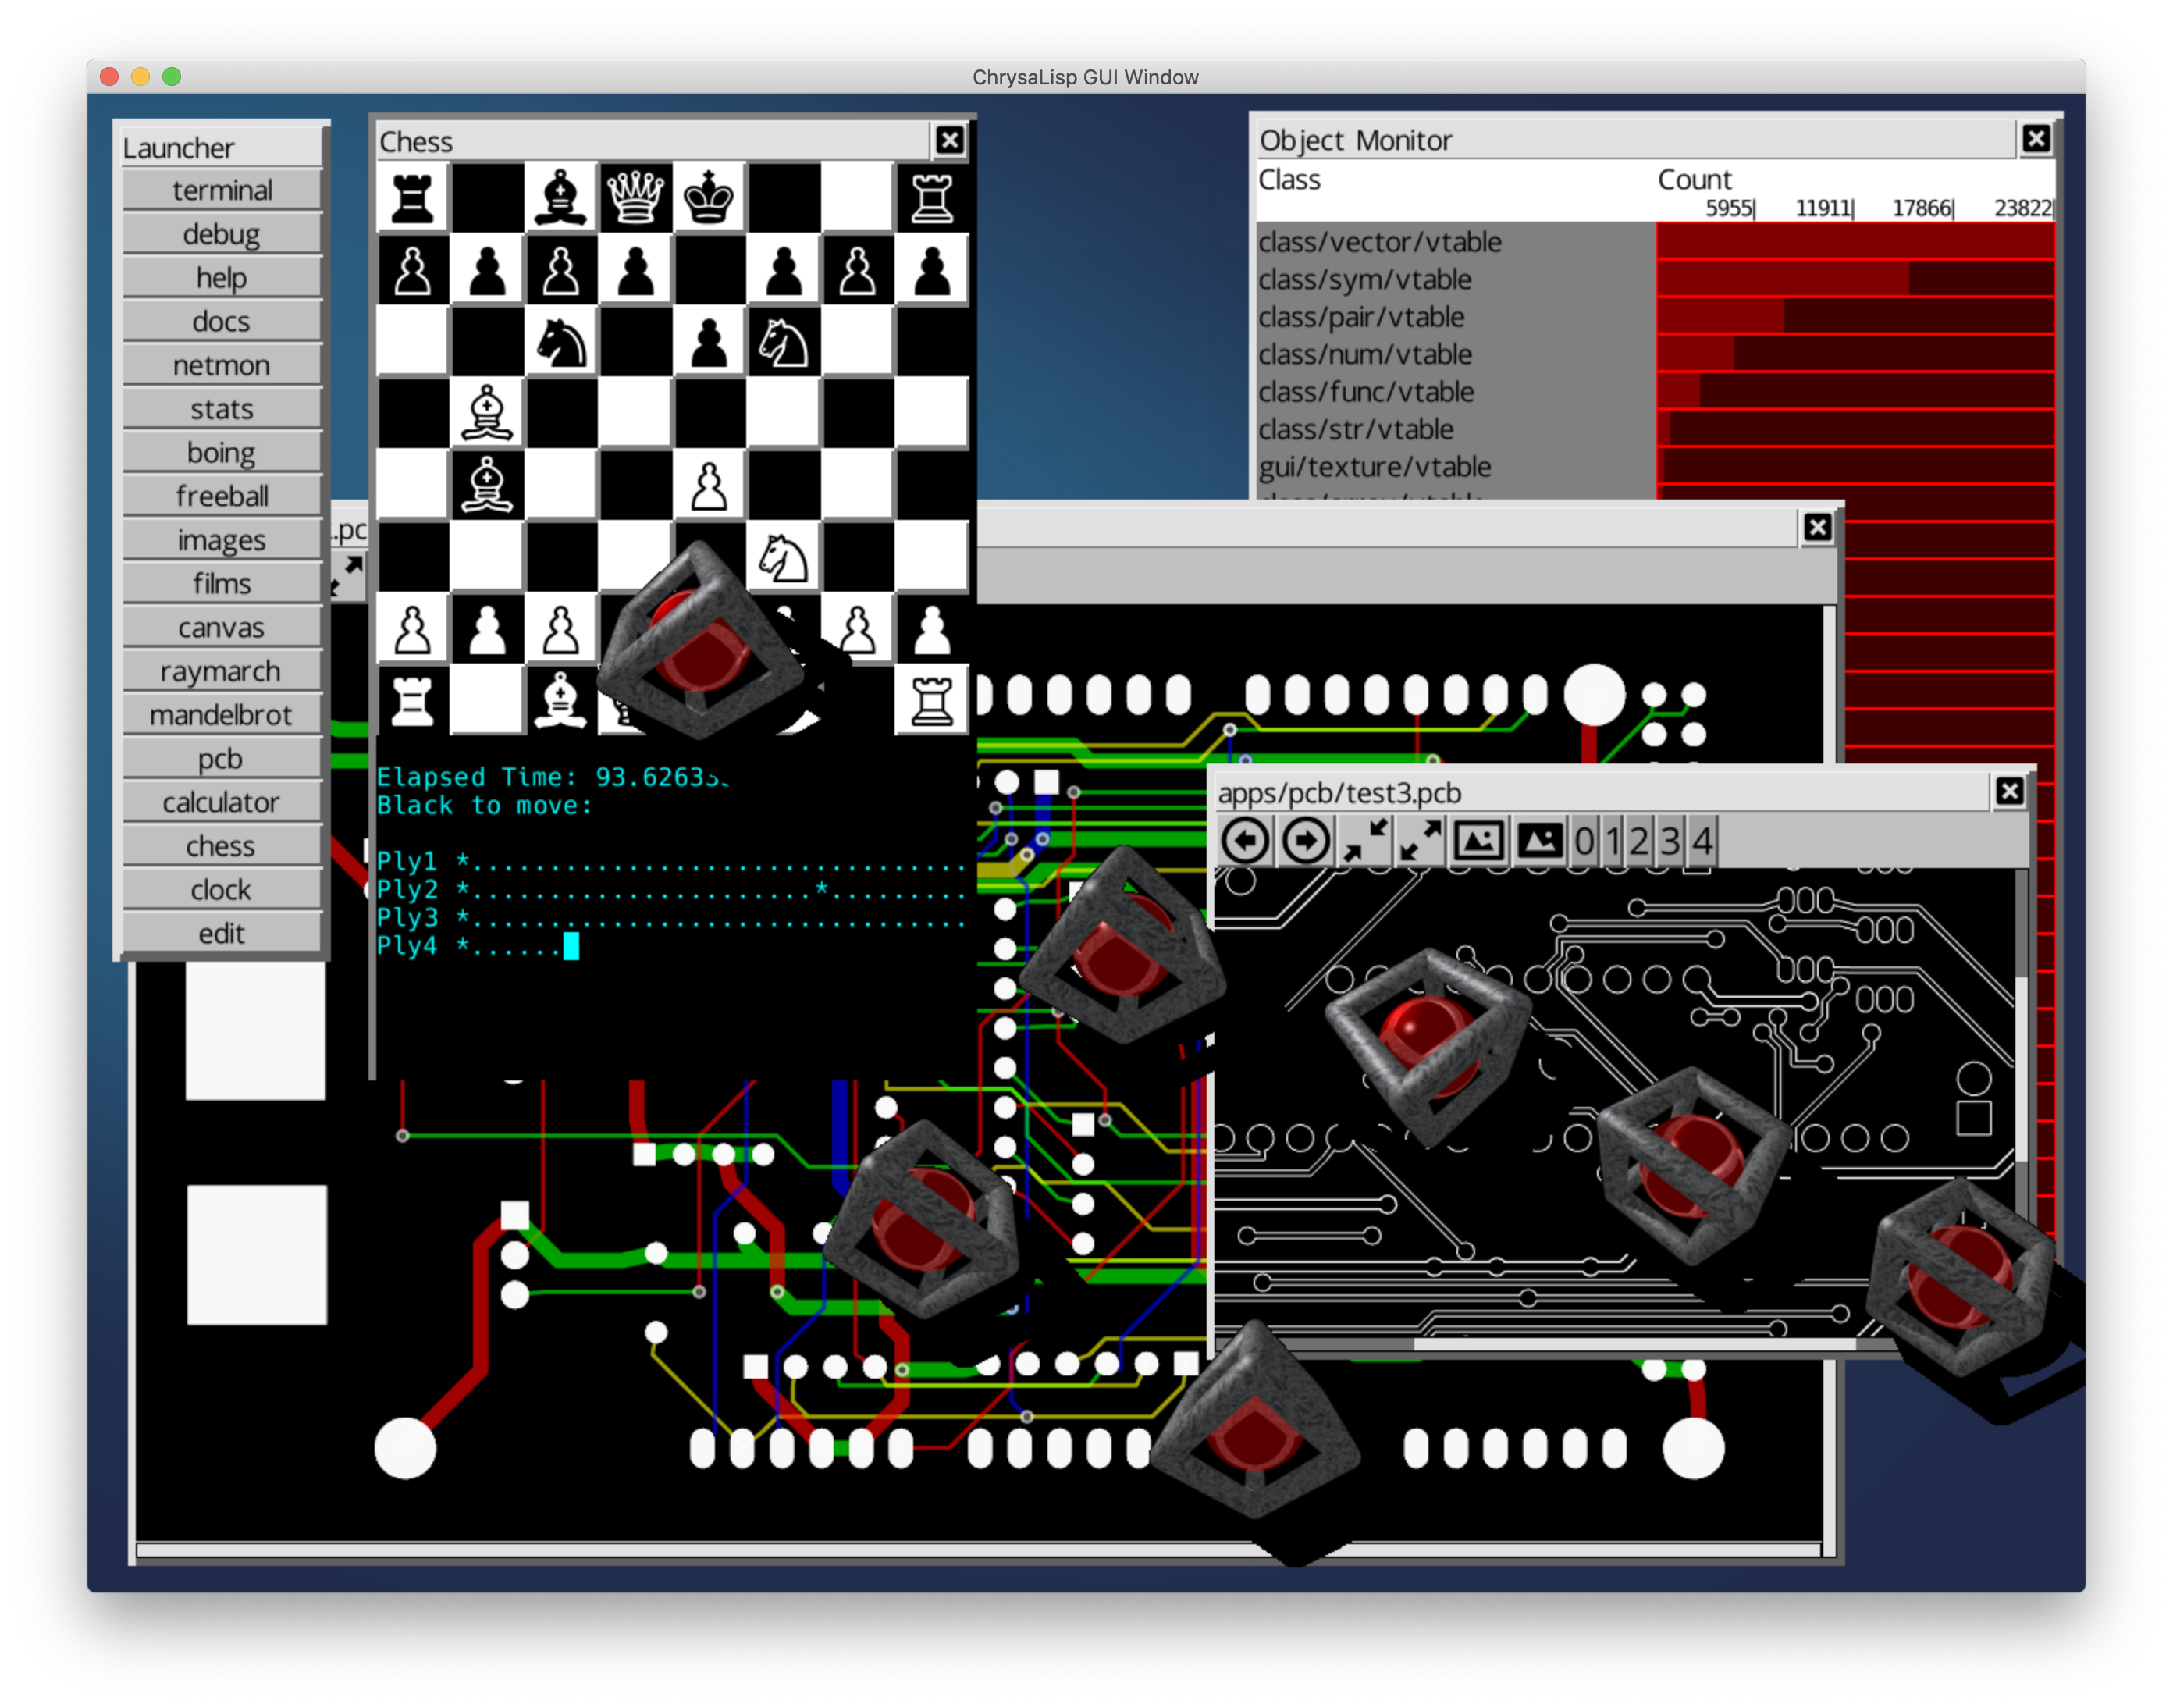 ChrysaLisp GUI Window
Launcher
terminal
debug
help
docs
netmon
stats
boing
freeball
images
films
canvas
raymarch
mandelbrot
pcb
calculator
chess
clock
edit
Chess
Elapsed Time: 93.6263
Black to move:
Ply1 *................................
Ply2 *......................*.........
Ply3 *................................
Ply4 *......
Object Monitor
Class Count
5955| 11911| 17866| 23822|
class/vector/vtable
class/sym/vtable
class/pair/vtable
class/num/vtable
class/func/vtable
class/str/vtable
gui/texture/vtable
.pc
apps/pcb/test3.pcb
0 1 2 3 4